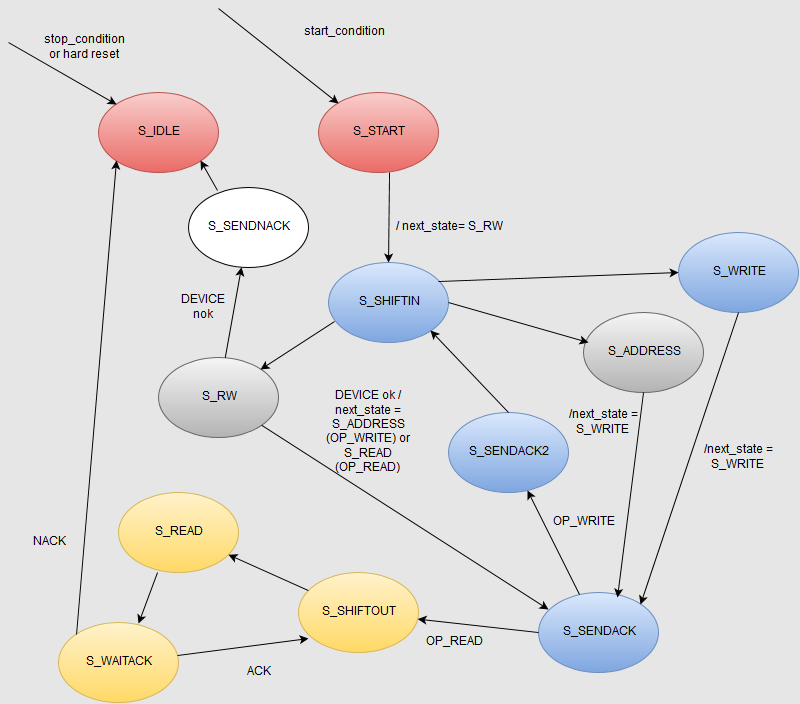 stop_condition
or hard reset
start_condition
S_IDLE
S_START
S_SENDNACK
/ next_state= S_RW
S_WRITE
DEVICE
nok
S_SHIFTIN
S_ADDRESS
S_RW
DEVICE ok /
next_state =
S_ADDRESS
(OP_WRITE) or
S_READ
(OP_READ)
/next_state =
S_WRITE
S_SENDACK2
/next_state =
S_WRITE
OP_WRITE
S_READ
NACK
S_SHIFTOUT
S_SENDACK
OP_READ
S_WAITACK
ACK